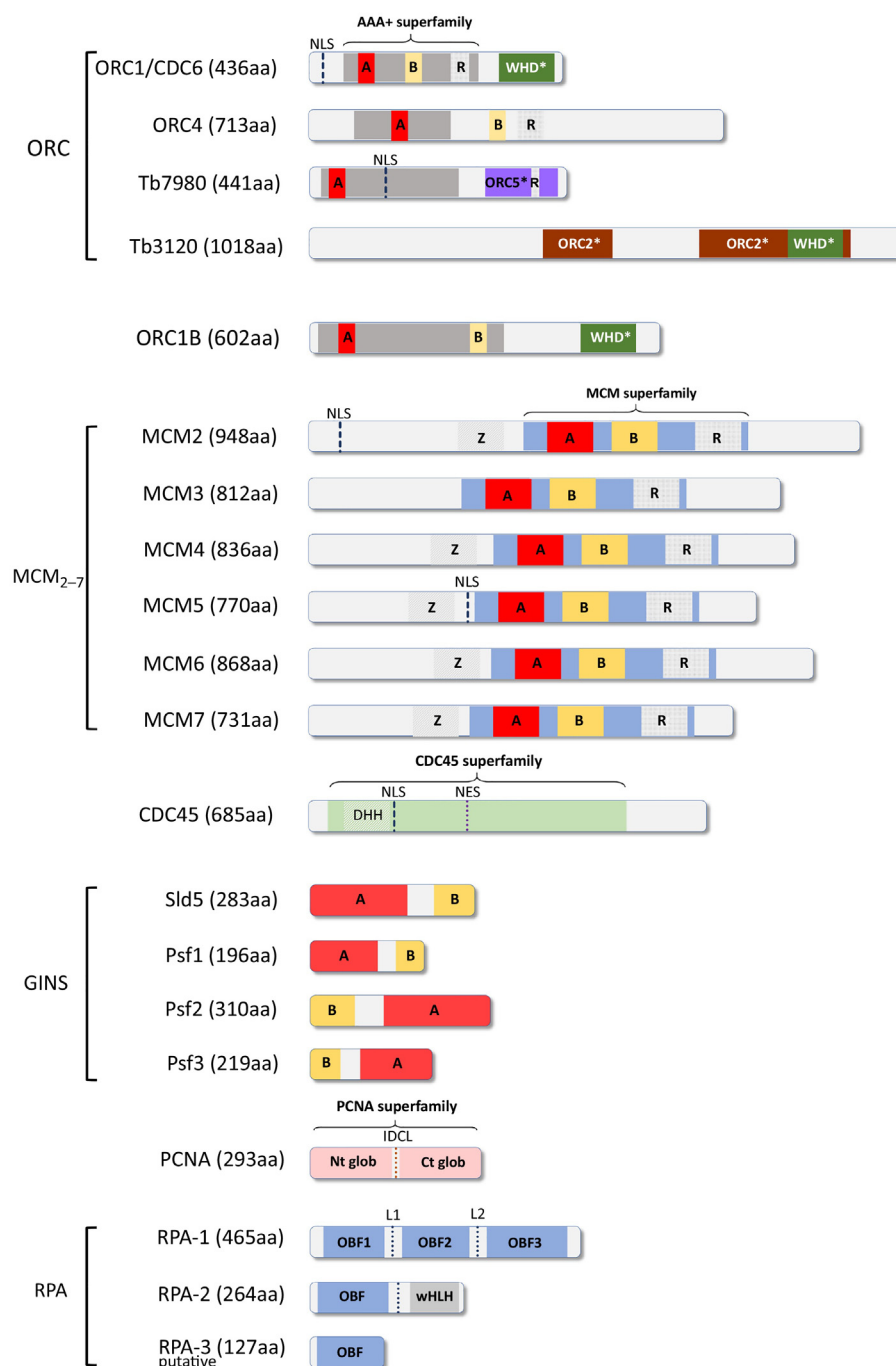 AAA+ superfamily
NLS
ORC1/CDC6 (436aa) A B R WHD*
ORC4 (713aa) A B R
ORC
NLS
Tb7980 (441aa) A ORC5* R
Tb3120 (1018aa) ORC2* ORC2* WHD*
ORC1B (602aa) A B WHD*
MCM superfamily
NLS
MCM2 (948aa) Z A B R
MCM3 (812aa) A B R
MCM4 (836aa) Z A B R
MCM2–7
NLS
MCM5 (770aa) Z A B R
MCM6 (868aa) Z A B R
MCM7 (731aa) Z A B R
CDC45 superfamily
NLS NES
CDC45 (685aa) DHH
Sld5 (283aa) A B
Psf1 (196aa) A B
GINS
Psf2 (310aa) B A
Psf3 (219aa) B A
PCNA superfamily
IDCL
PCNA (293aa) Nt glob Ct glob
L1 L2
RPA-1 (465aa) OBF1 OBF2 OBF3
RPA
RPA-2 (264aa) OBF wHLH
RPA-3 (127aa) OBF
putative